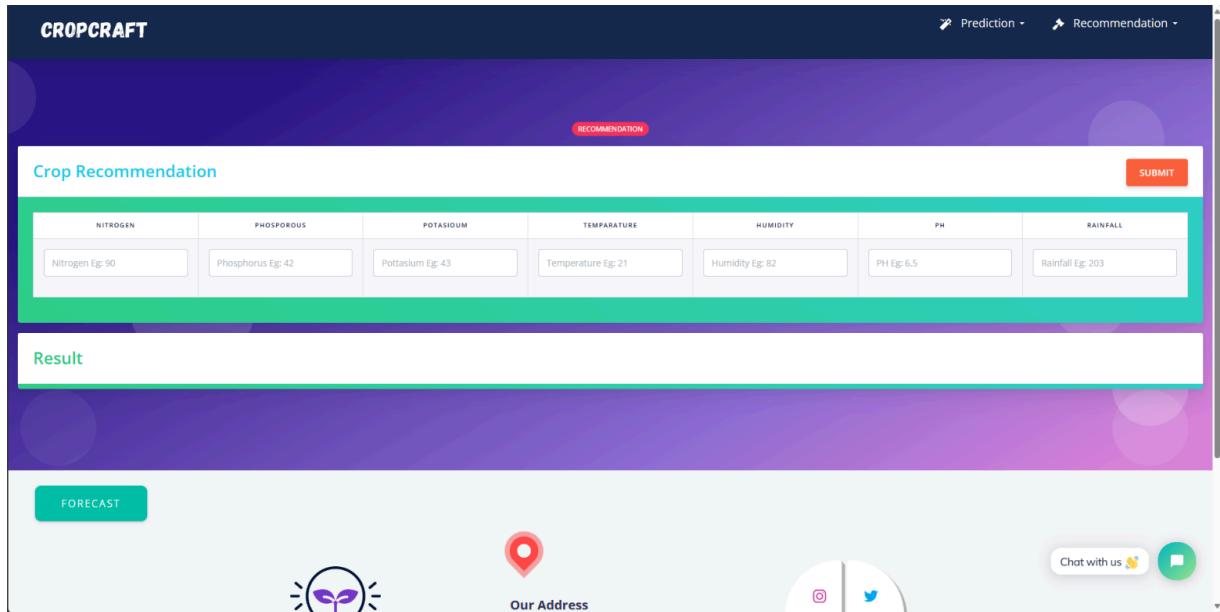 CROPCRAFT
Prediction
Recommendation
RECOMMENDATION
Crop Recommendation
SUBMIT
NITROGEN PHOSPOROUS POTASIOUM TEMPARATURE HUMIDITY PH RAINFALL
Nitrogen Eg: 90 Phosphorus Eg: 42 Pottasium Eg: 43 Temperature Eg: 21 Humidity Eg: 82 PH Eg: 6.5 Rainfall Eg: 203
Result
FORECAST
Chat with us 👋
Our Address